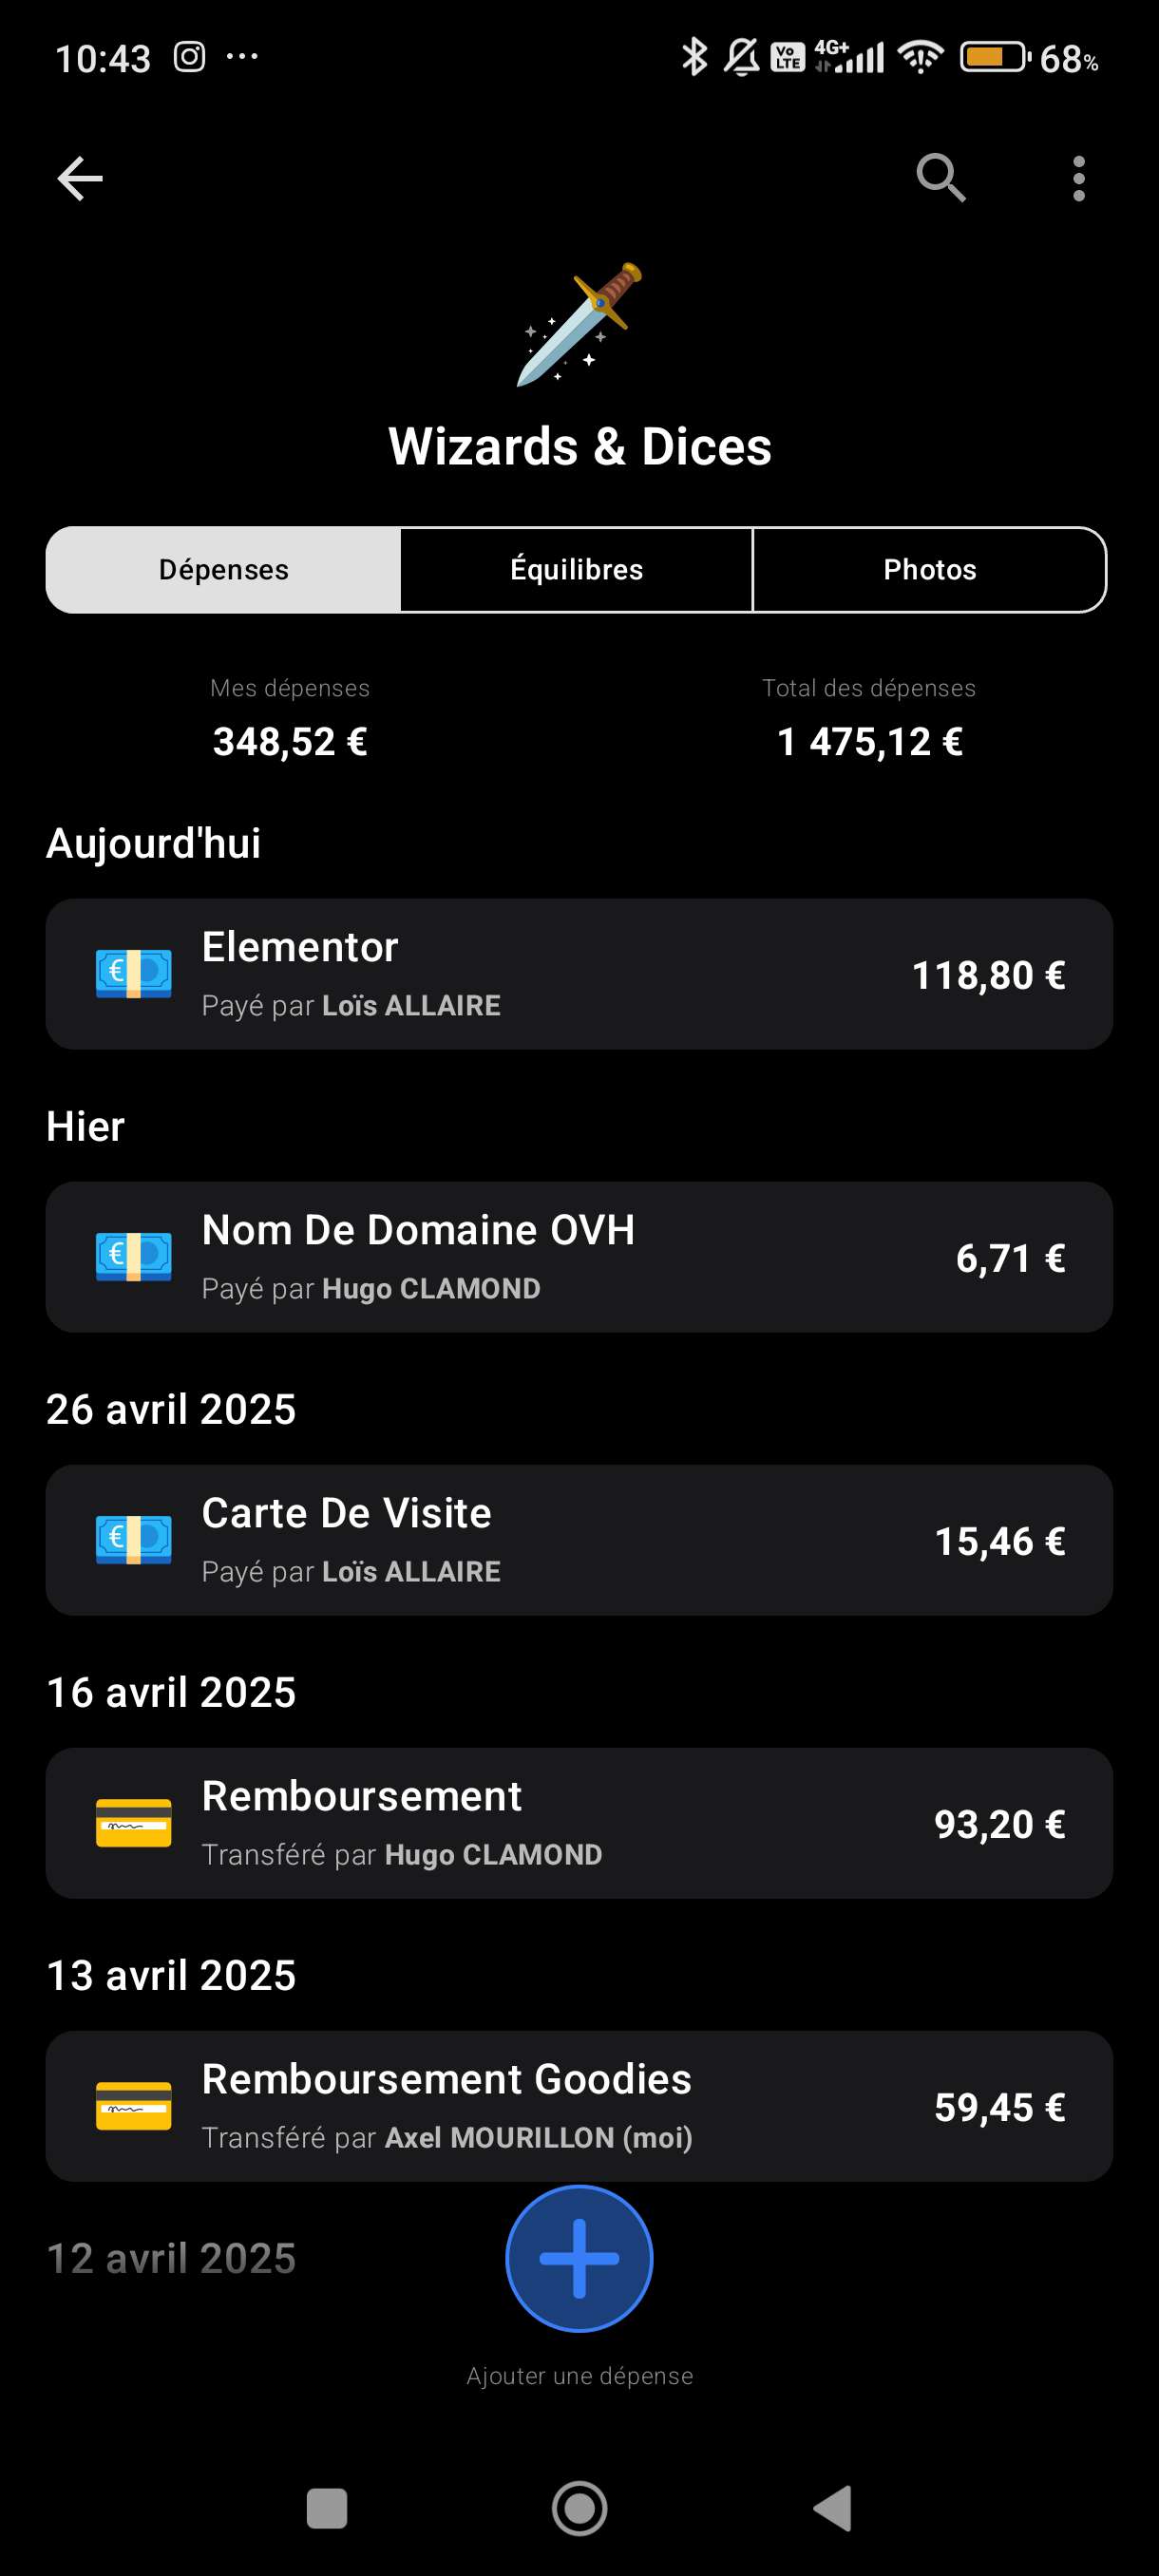 10:43 ...
Vo LTE 4G+ 68%
Wizards & Dices
Dépenses Équilibres Photos
Mes dépenses Total des dépenses
348,52 € 1 475,12 €
Aujourd'hui
Elementor
118,80 €
Payé par Loïs ALLAIRE
Hier
Nom De Domaine OVH
6,71 €
Payé par Hugo CLAMOND
26 avril 2025
Carte De Visite
15,46 €
Payé par Loïs ALLAIRE
16 avril 2025
Remboursement
93,20 €
Transféré par Hugo CLAMOND
13 avril 2025
Remboursement Goodies
59,45 €
Transféré par Axel MOURILLON (moi)
12 avril 2025
Ajouter une dépense